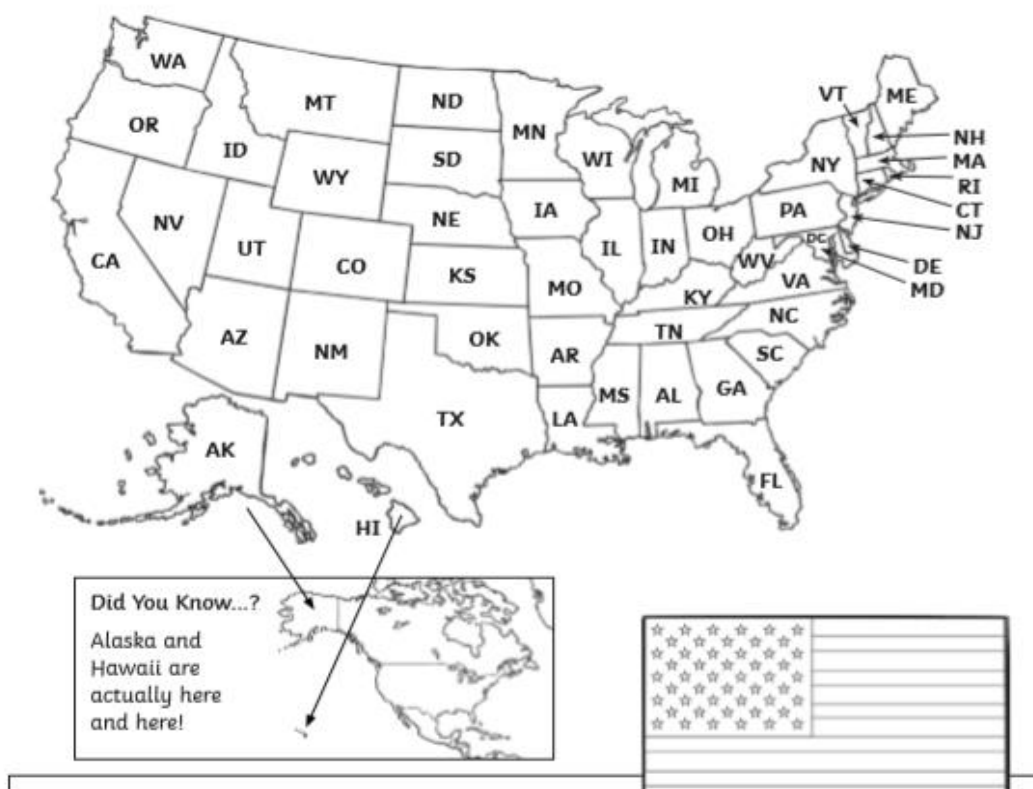 WA
MT
ND
MN
VT
ME
OR
ID
SD
WI
MI
NY
NH
MA
RI
CT
NJ
WY
NE
IA
PA
NV
UT
CO
KS
IL
IN
OH
WV
DC
DE
MD
CA
MO
KY
VA
AZ
NM
OK
AR
TN
NC
SC
TX
LA
MS
AL
GA
AK
HI
FL
Did You Know...?
Alaska and
Hawaii are
actually here
and here!